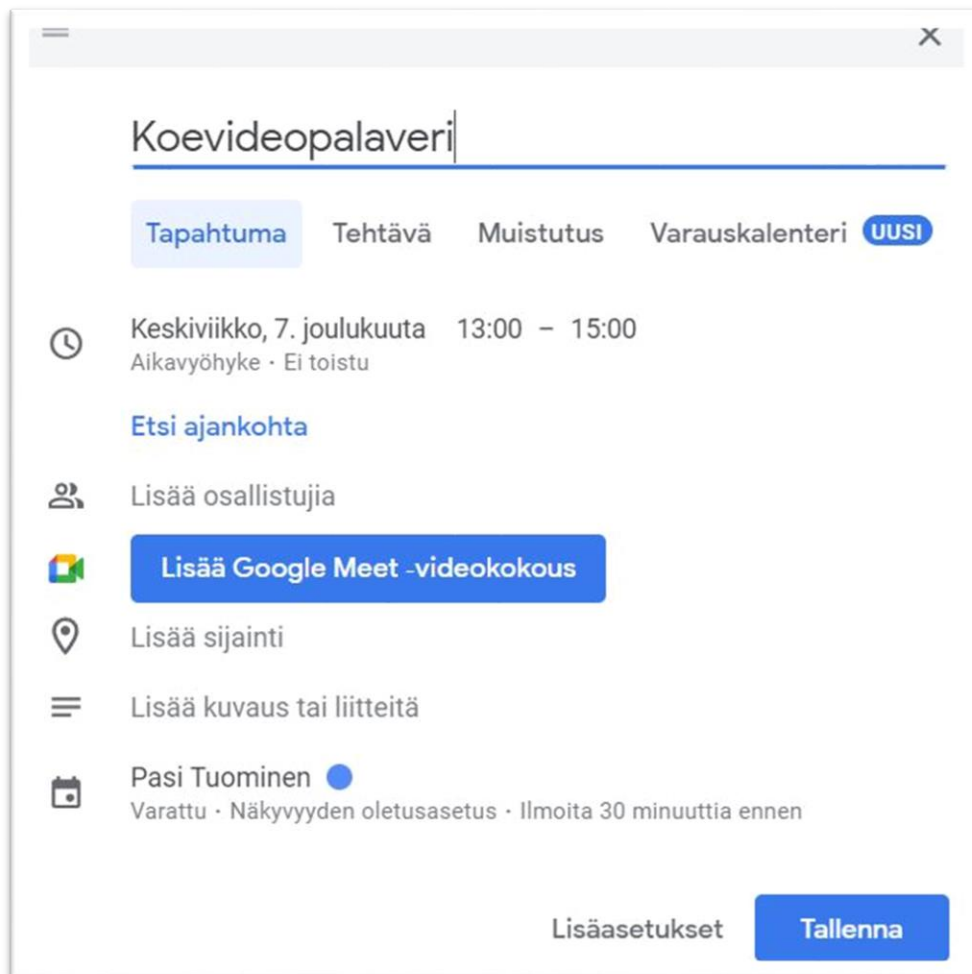 Koevideopalaveri
Tapahtuma Tehtävä Muistutus Varauskalenteri UUSI
Keskiviikko, 7. joulukuuta 13:00 – 15:00
Aikavyöhyke · Ei toistu
Etsi ajankohta
Lisää osallistujia
Lisää Google Meet -videokokous
Lisää sijainti
Lisää kuvaus tai liitteitä
Pasi Tuominen
Varattu · Näkyvyyden oletusasetus · Ilmoita 30 minuuttia ennen
Lisäasetukset Tallenna